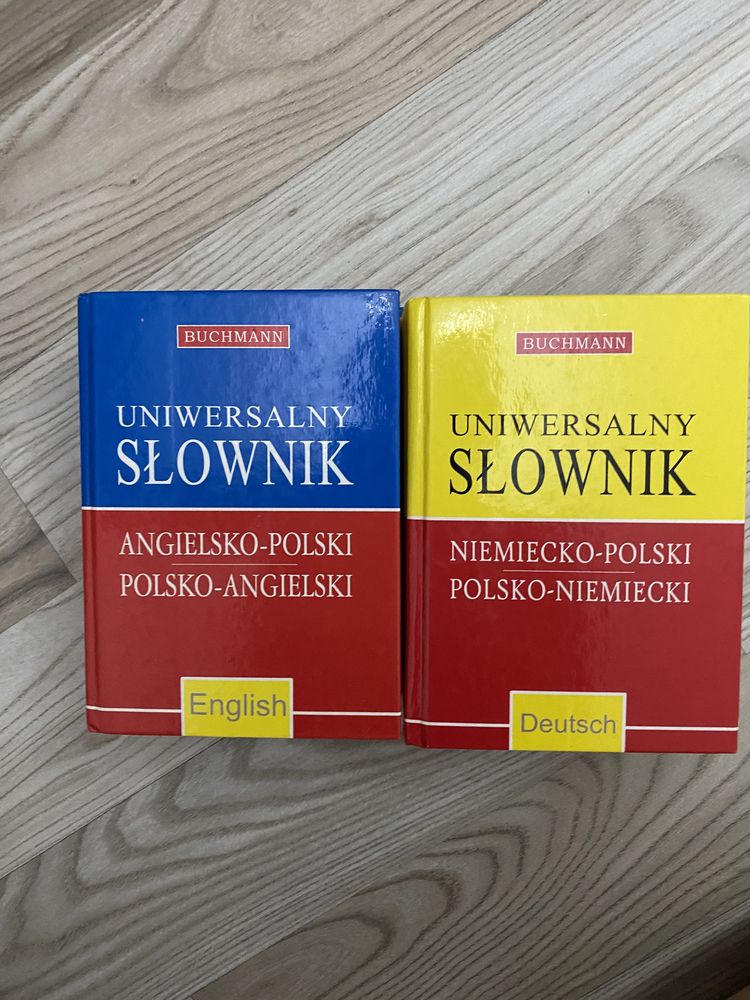 BUCHMANN
UNIWERSALNY
SŁOWNIK
ANGIELSKO-POLSKI
POLSKO-ANGIELSKI
English
BUCHMANN
UNIWERSALNY
SŁOWNIK
NIEMIECKO-POLSKI
POLSKO-NIEMIECKI
Deutsch